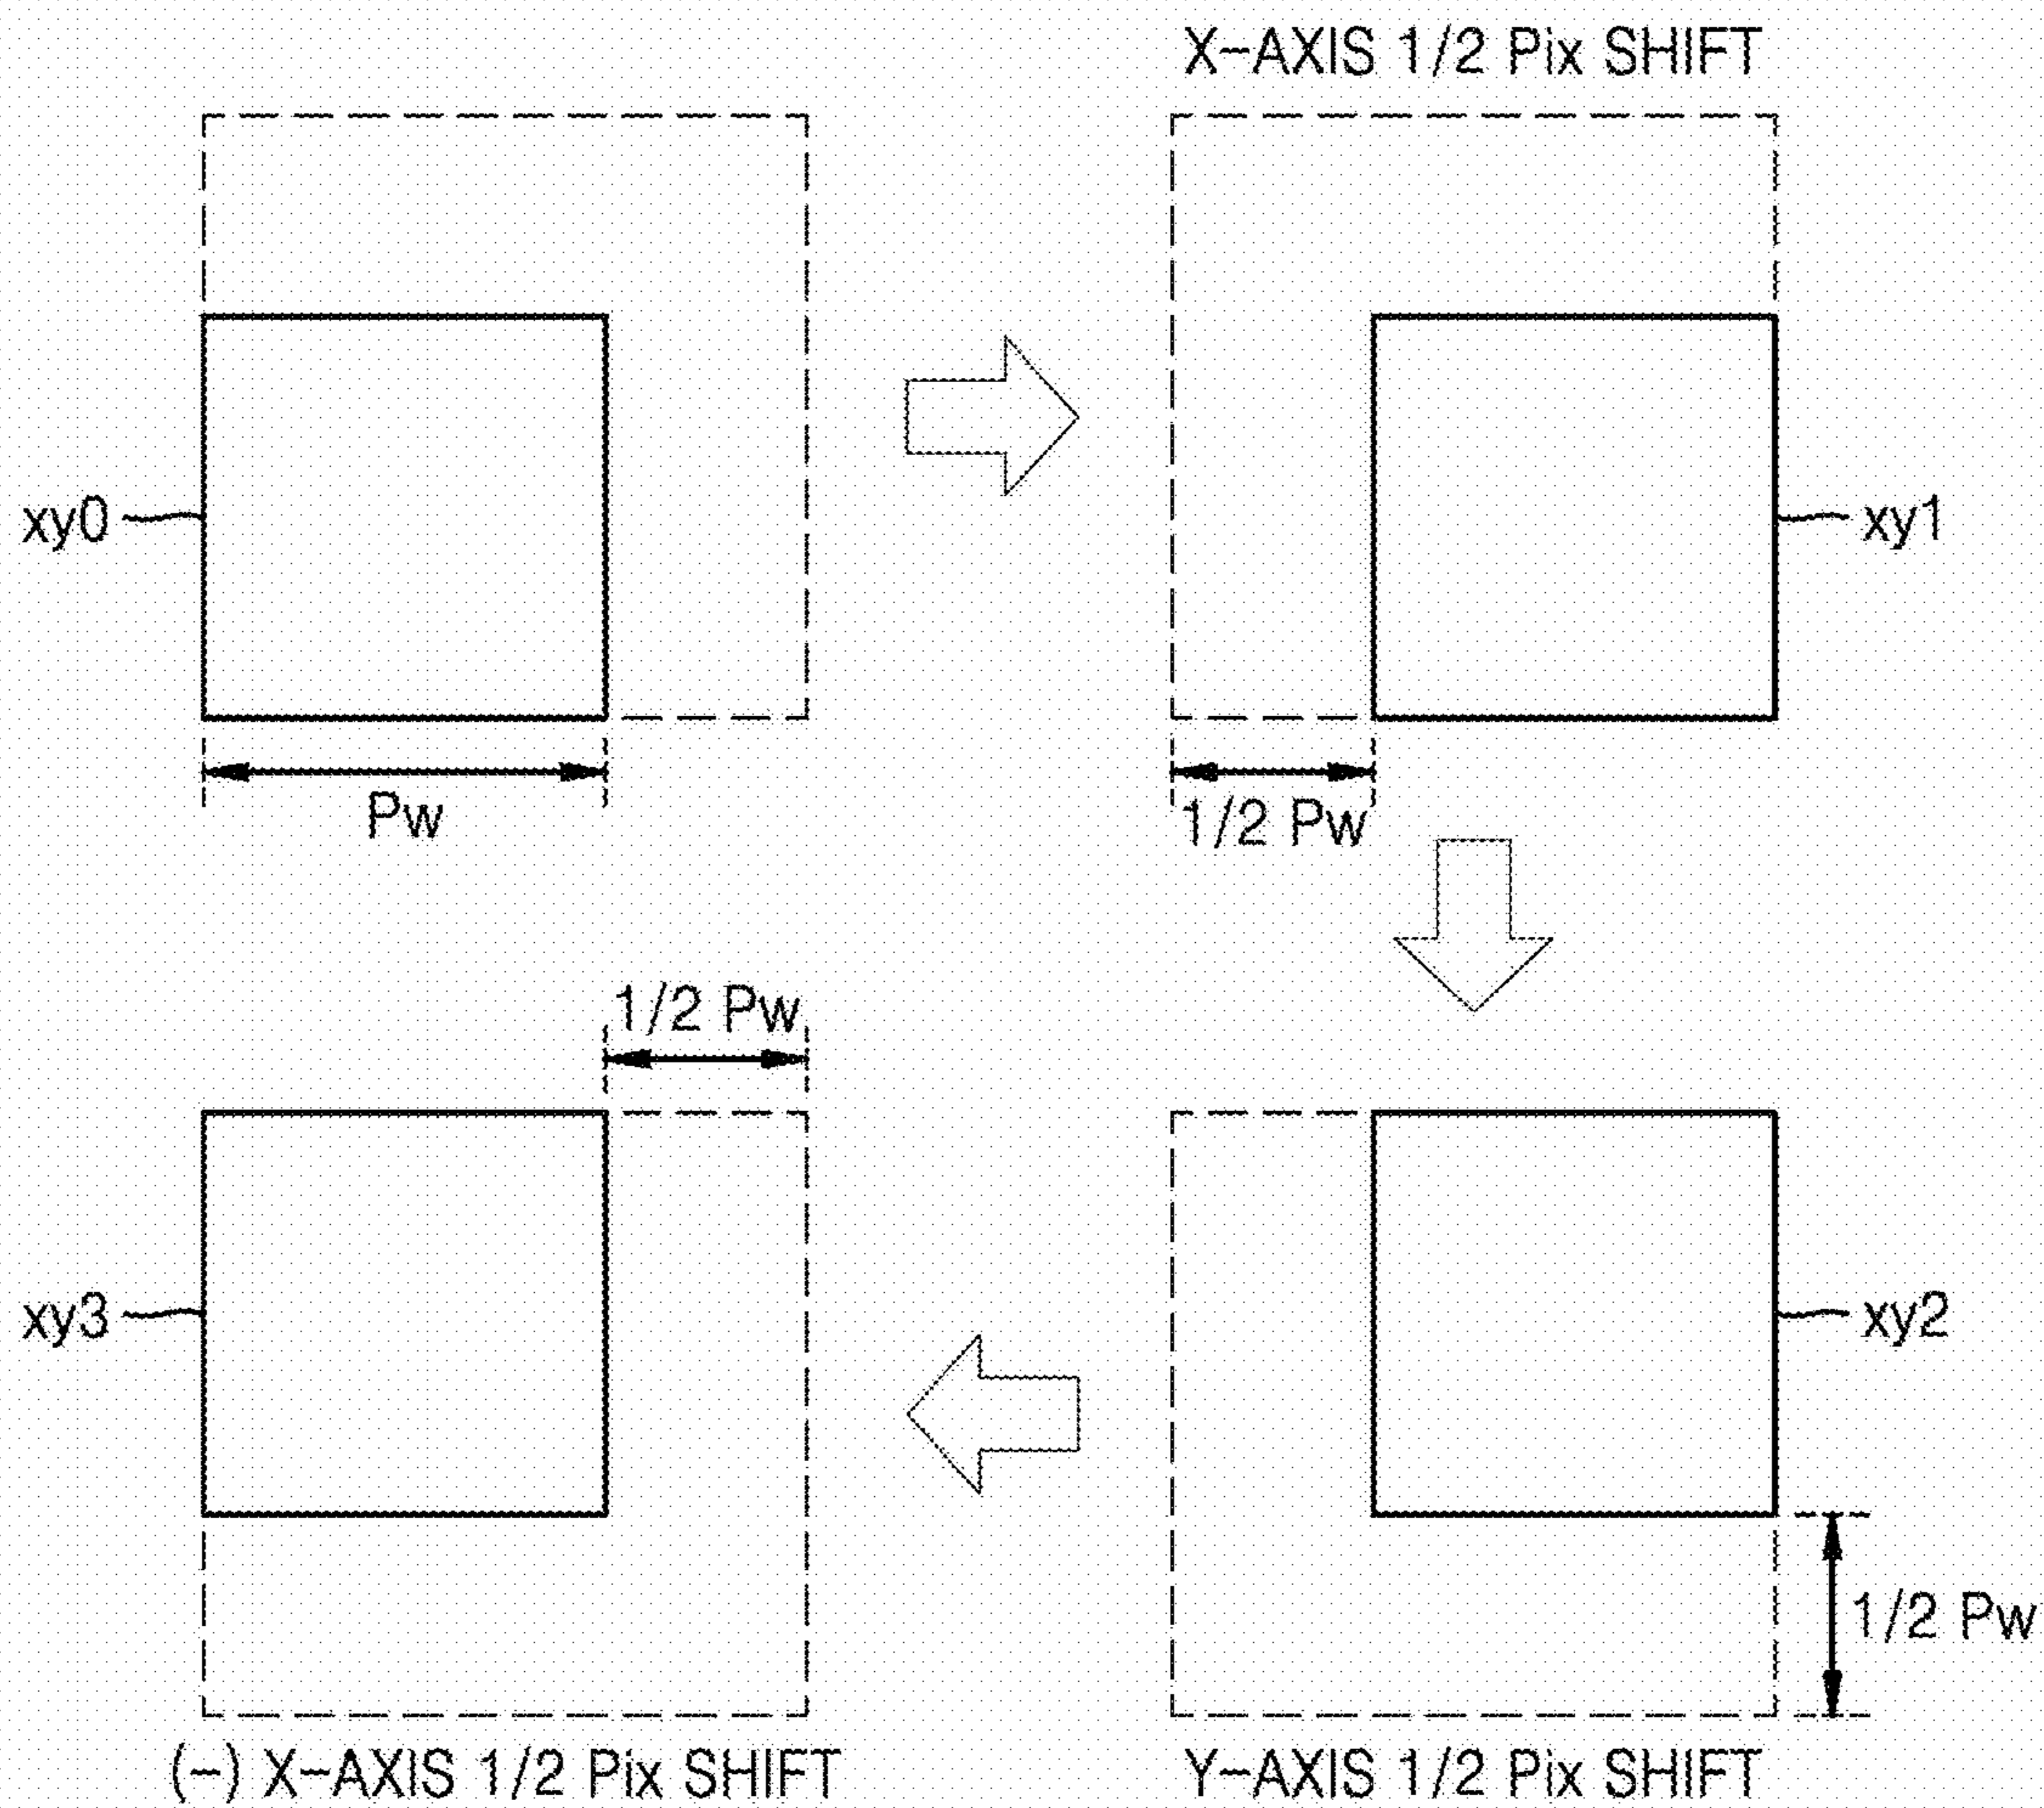 X-AXIS 1/2 Pix SHIFT
xy0
xy1
Pw
1/2 Pw
1/2 Pw
xy3
xy2
1/2 Pw
(-) X-AXIS 1/2 Pix SHIFT
Y-AXIS 1/2 Pix SHIFT